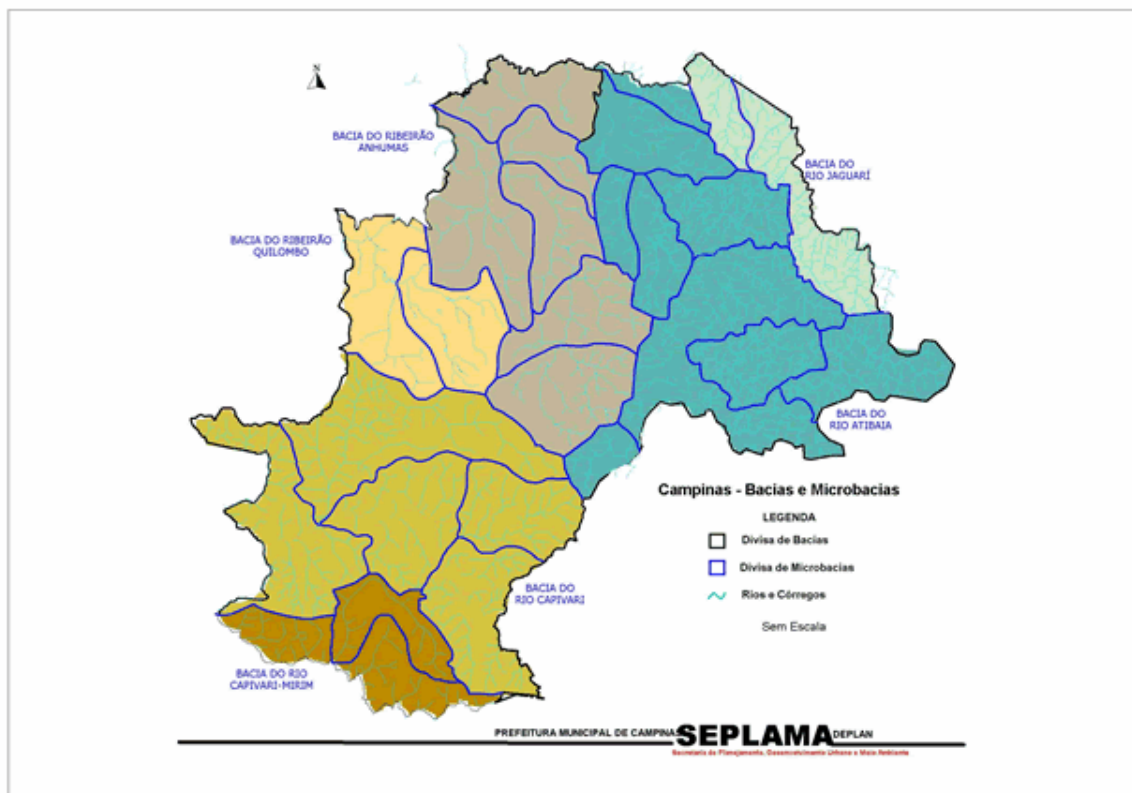 N
BACIA DO RIBEIRÃO
ANHUMAS
BACIA DO
RIO JAGUARÍ
BACIA DO RIBEIRÃO
QUILOMBO
BACIA DO
RIO ATIBAIA
Campinas - Bacias e Microbacias
LEGENDA
Divisa de Bacias
Divisa de Microbacias
Rios e Córregos
Sem Escala
BACIA DO
RIO CAPIVARI
BACIA DO RIO
CAPIVARI-MIRIM
PREFEITURA MUNICIPAL DE CAMPINAS SEPLAMA DEPLAN
Secretaria de Planejamento, Desenvolvimento Urbano e Meio Ambiente